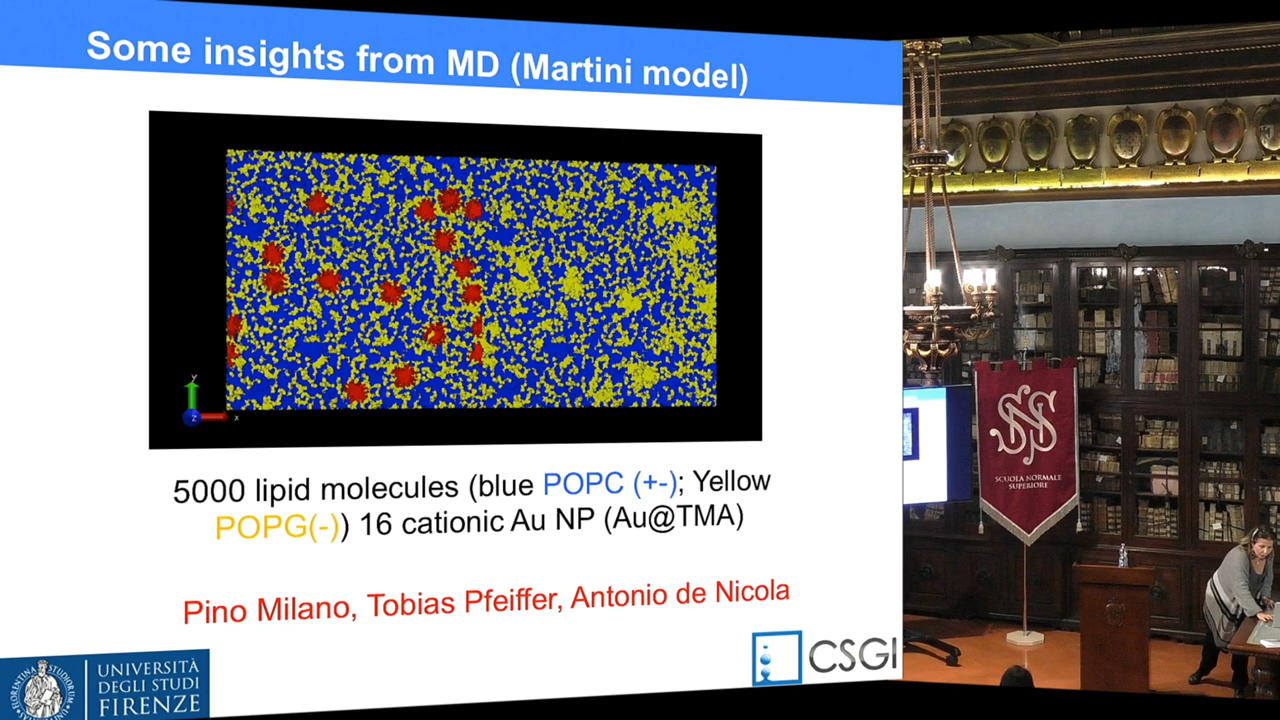 Some insights from MD (Martini model)
Y
Z
x
5000 lipid molecules (blue POPC (+-); Yellow
POPG(-)) 16 cationic Au NP (Au@TMA)
Pino Milano, Tobias Pfeiffer, Antonio de Nicola
UNIVERSITÀ
DEGLI STUDI
FIRENZE
CSGI
SNS
SCUOLA NORMALE
SUPERIORE